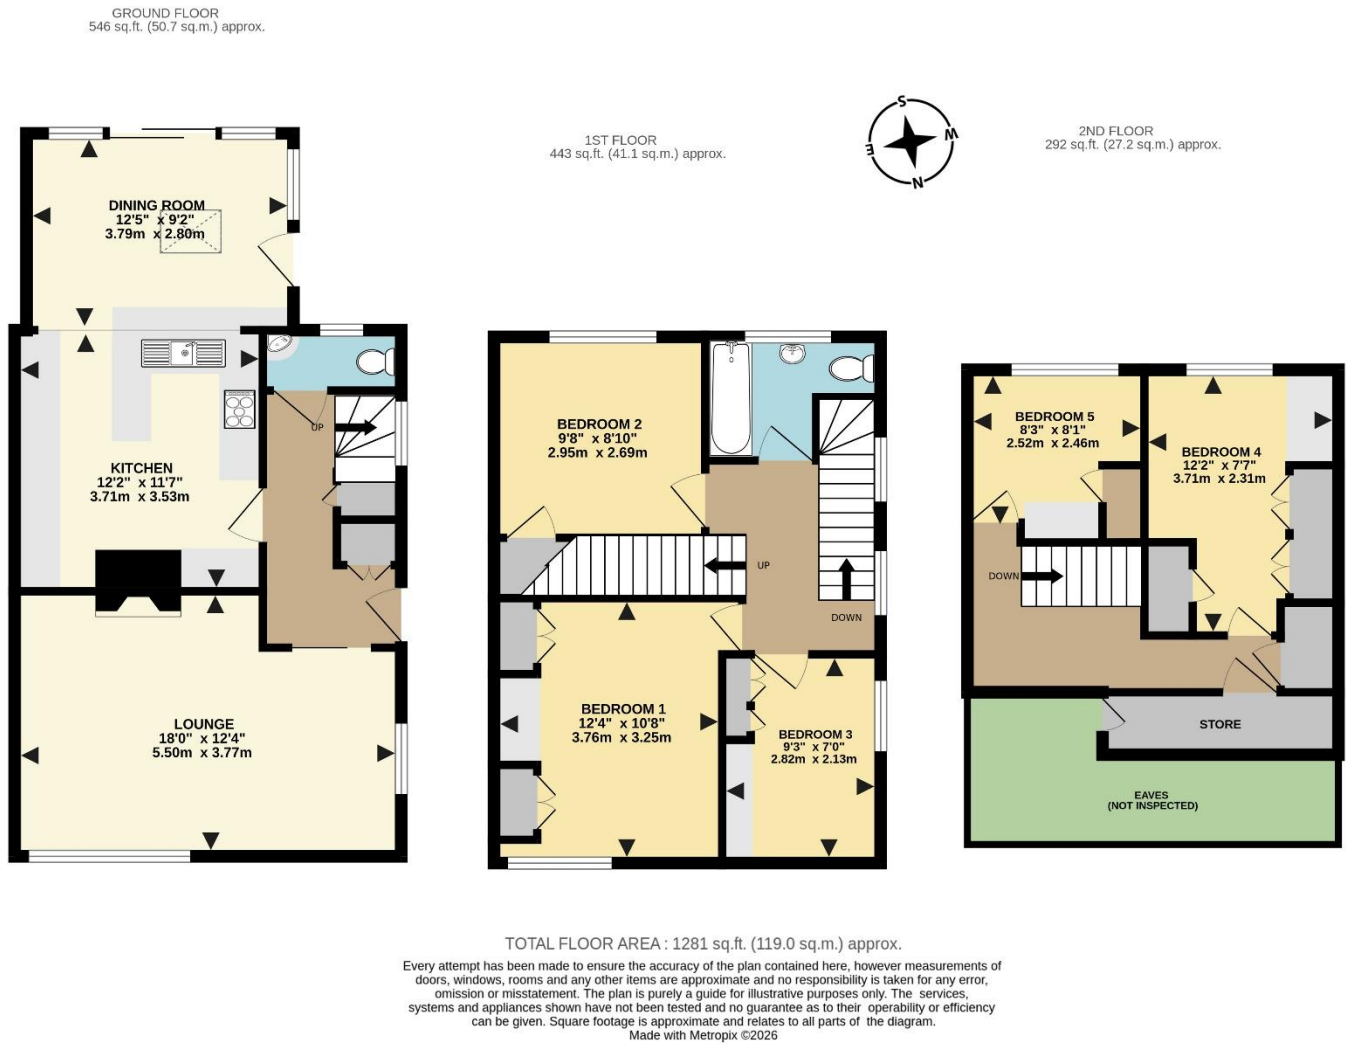 GROUND FLOOR
546 sq.ft. (50.7 sq.m.) approx.
DINING ROOM
12'5" x 9'2"
3.79m x 2.80m
UP
KITCHEN
12'2" x 11'7"
3.71m x 3.53m
LOUNGE
18'0" x 12'4"
5.50m x 3.77m
1ST FLOOR
443 sq.ft. (41.1 sq.m.) approx.
BEDROOM 2
9'8" x 8'10"
2.95m x 2.69m
UP
DOWN
BEDROOM 1
12'4" x 10'8"
3.76m x 3.25m
BEDROOM 3
9'3" x 7'0"
2.82m x 2.13m
S
W
E
N
2ND FLOOR
292 sq.ft. (27.2 sq.m.) approx.
BEDROOM 5
8'3" x 8'1"
2.52m x 2.46m
BEDROOM 4
12'2" x 7'7"
3.71m x 2.31m
DOWN
STORE
EAVES
(NOT INSPECTED)
TOTAL FLOOR AREA : 1281 sq.ft. (119.0 sq.m.) approx.
Every attempt has been made to ensure the accuracy of the plan contained here, however measurements of
doors, windows, rooms and any other items are approximate and no responsibility is taken for any error,
omission or misstatement. The plan is purely a guide for illustrative purposes only. The services,
systems and appliances shown have not been tested and no guarantee as to their operability or efficiency
can be given. Square footage is approximate and relates to all parts of the diagram.
Made with Metropix ©2026